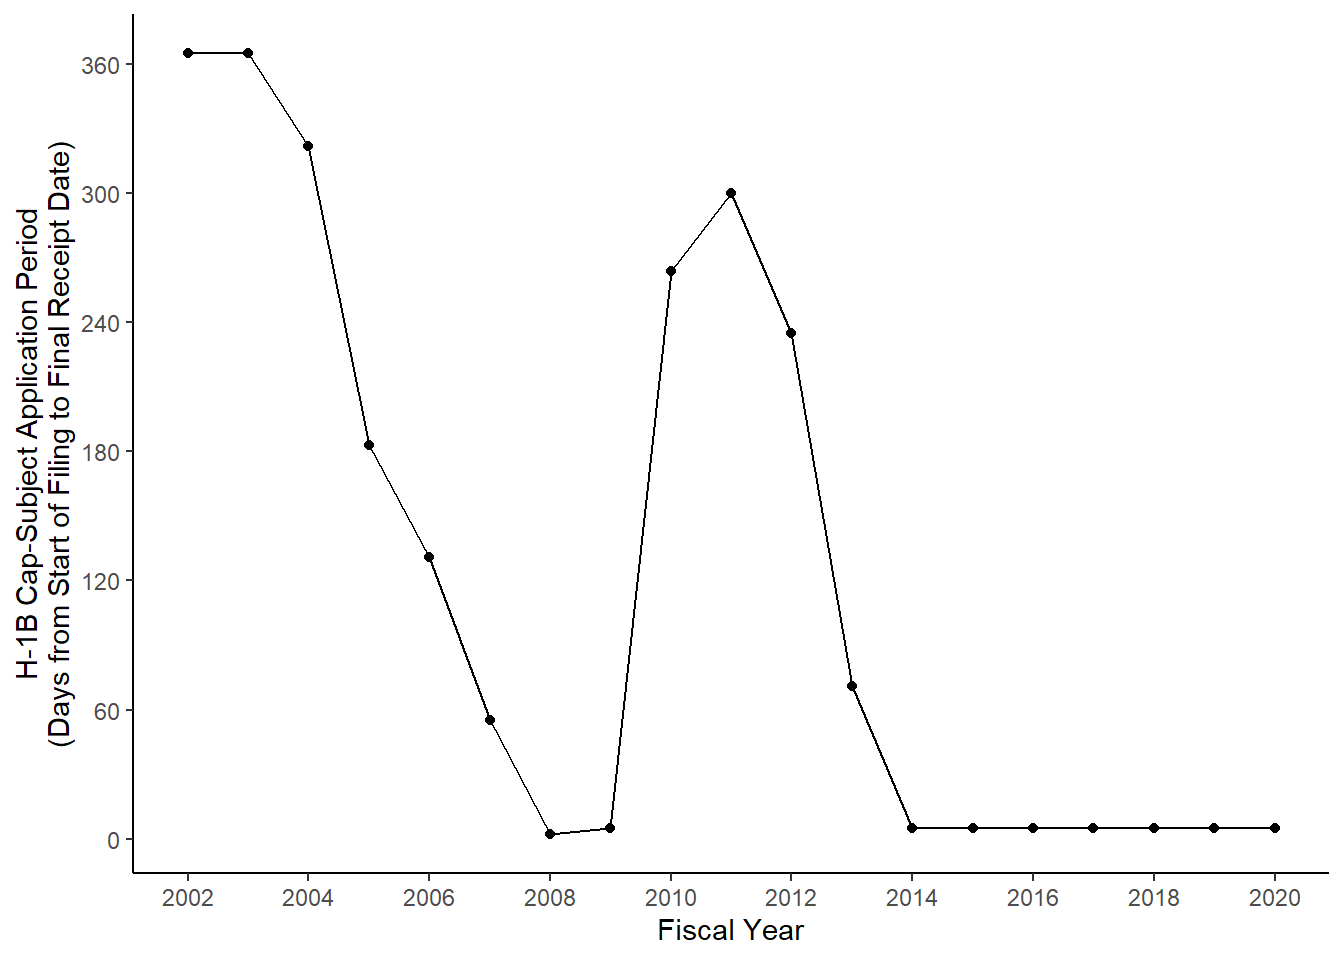 H-1B Cap-Subject Application Period
(Days from Start of Filing to Final Receipt Date)
360
300
240
180
120
60
0
2002 2004 2006 2008 2010 2012 2014 2016 2018 2020
Fiscal Year